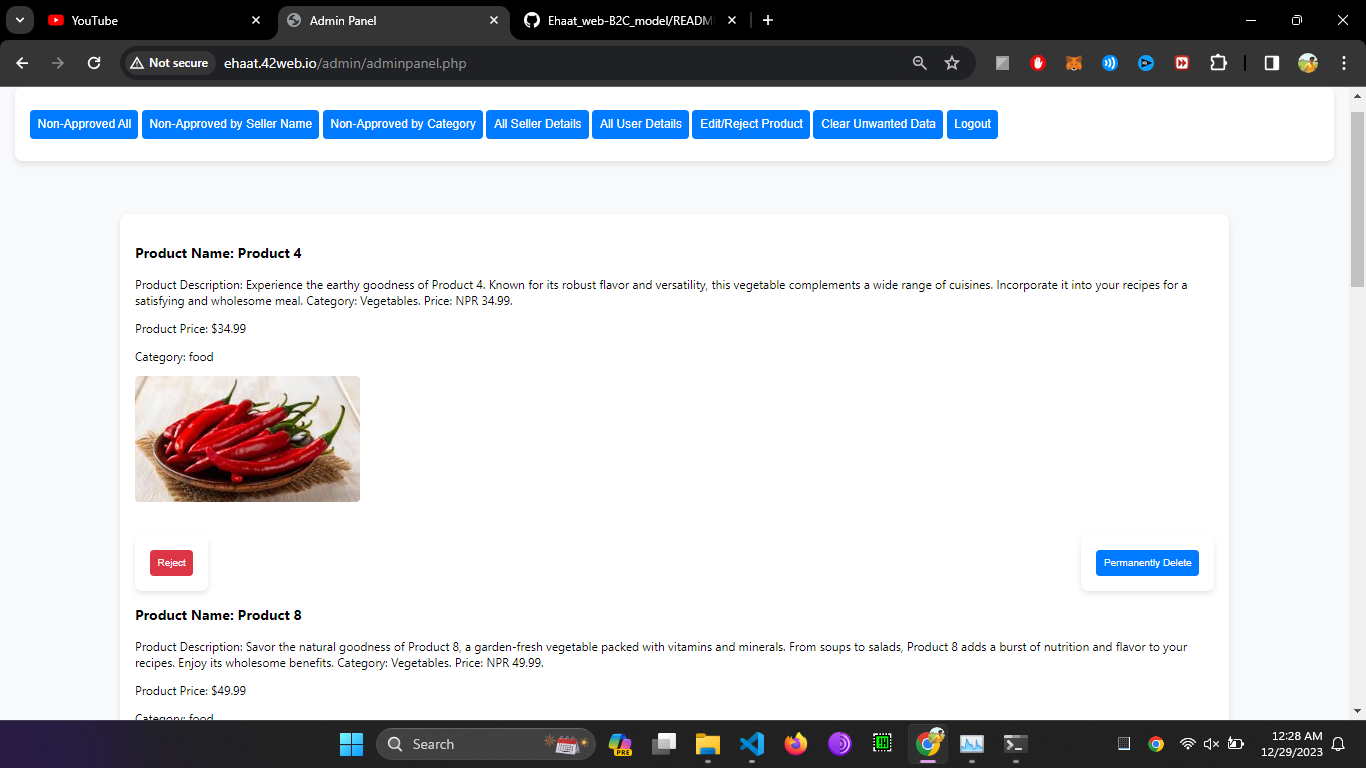 YouTube
Admin Panel
Ehaat_web-B2C_model/READM
Not secure
ehaat.42web.io/admin/adminpanel.php
Non-Approved All
Non-Approved by Seller Name
Non-Approved by Category
All Seller Details
All User Details
Edit/Reject Product
Clear Unwanted Data
Logout
Product Name: Product 4
Product Description: Experience the earthy goodness of Product 4. Known for its robust flavor and versatility, this vegetable complements a wide range of cuisines. Incorporate it into your recipes for a
satisfying and wholesome meal. Category: Vegetables. Price: NPR 34.99.
Product Price: $34.99
Category: food
Reject
Permanently Delete
Product Name: Product 8
Product Description: Savor the natural goodness of Product 8, a garden-fresh vegetable packed with vitamins and minerals. From soups to salads, Product 8 adds a burst of nutrition and flavor to your
recipes. Enjoy its wholesome benefits. Category: Vegetables. Price: NPR 49.99.
Product Price: $49.99
Category: food
Search
PRE
12:28 AM
12/29/2023